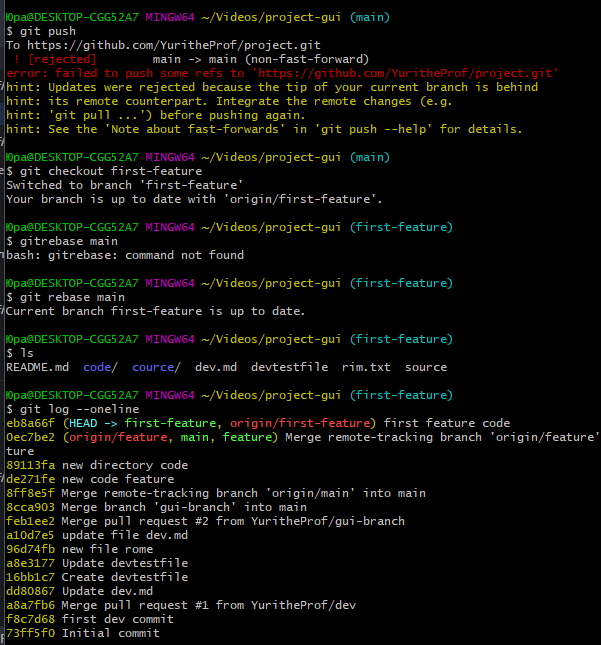 Юра@DESKTOP-CGG52A7 MINGW64 ~/Videos/project-gui (main)
$ git push
To https://github.com/YuritheProf/project.git
 ! [rejected]        main -> main (non-fast-forward)
error: failed to push some refs to 'https://github.com/YuritheProf/project.git'
hint: Updates were rejected because the tip of your current branch is behind
hint: its remote counterpart. Integrate the remote changes (e.g.
hint: 'git pull ...') before pushing again.
hint: See the 'Note about fast-forwards' in 'git push --help' for details.
Юра@DESKTOP-CGG52A7 MINGW64 ~/Videos/project-gui (main)
$ git checkout first-feature
Switched to branch 'first-feature'
Your branch is up to date with 'origin/first-feature'.
Юра@DESKTOP-CGG52A7 MINGW64 ~/Videos/project-gui (first-feature)
$ gitrebase main
bash: gitrebase: command not found
Юра@DESKTOP-CGG52A7 MINGW64 ~/Videos/project-gui (first-feature)
$ git rebase main
Current branch first-feature is up to date.
Юра@DESKTOP-CGG52A7 MINGW64 ~/Videos/project-gui (first-feature)
$ ls
README.md  code/  cource/  dev.md  devtestfile  rim.txt  source
Юра@DESKTOP-CGG52A7 MINGW64 ~/Videos/project-gui (first-feature)
$ git log --oneline
eb8a66f (HEAD -> first-feature, origin/first-feature) first feature code
0ec7be2 (origin/feature, main, feature) Merge remote-tracking branch 'origin/feature'
ture
89113fa new directory code
de271fe new code feature
8ff8e5f Merge remote-tracking branch 'origin/main' into main
8cca903 Merge branch 'gui-branch' into main
feb1ee2 Merge pull request #2 from YuritheProf/gui-branch
a10d7e5 update file dev.md
96d74fb new file rome
a8e3177 Update devtestfile
16bb1c7 Create devtestfile
dd80867 Update dev.md
a8a7fb6 Merge pull request #1 from YuritheProf/dev
f8c7d68 first dev commit
73ff5f0 Initial commit